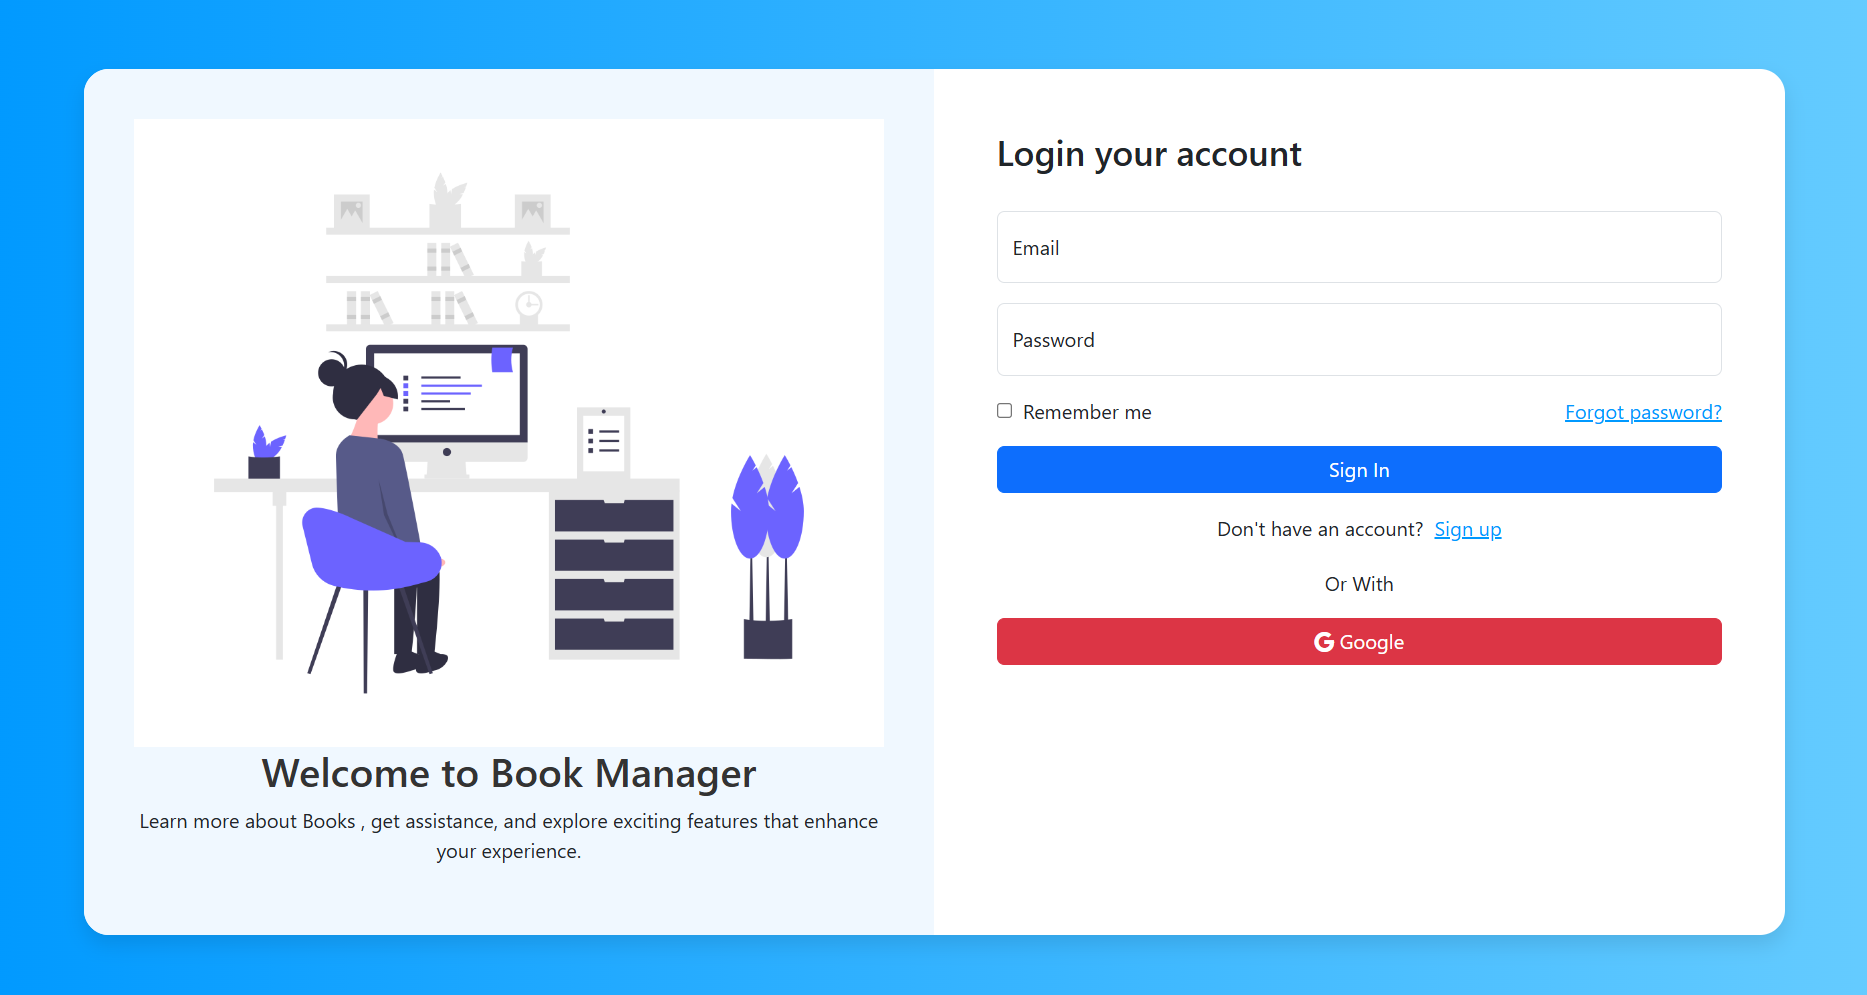 Welcome to Book Manager
Learn more about Books , get assistance, and explore exciting features that enhance
your experience.
Login your account
Email
Password
Remember me
Forgot password?
Sign In
Don't have an account? Sign up
Or With
Google